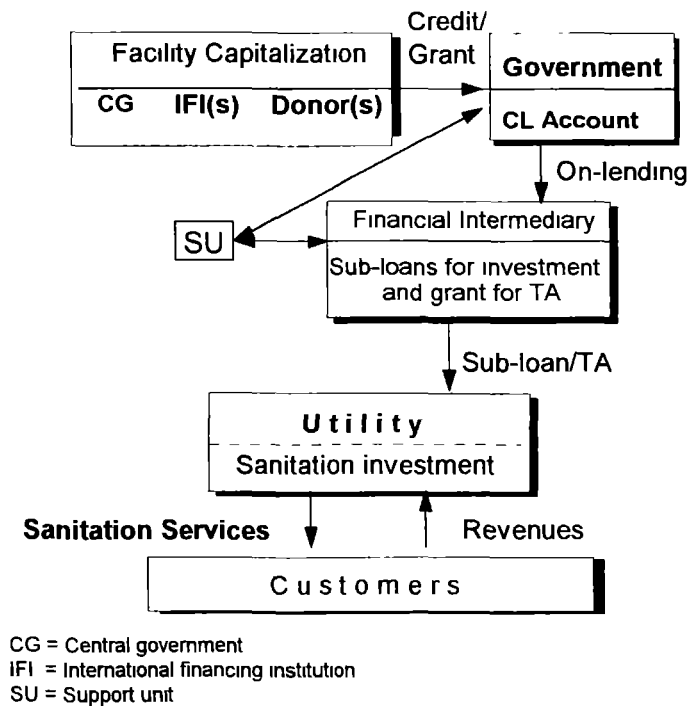 Facility Capitalization
CG IFI(s) Donor(s)
Credit/
Grant
Government
CL Account
On-lending
SU
Financial Intermediary
Sub-loans for investment
and grant for TA
Sub-loan/TA
Utility
Sanitation investment
Sanitation Services
Revenues
Customers
CG = Central government
IFI = International financing institution
SU = Support unit